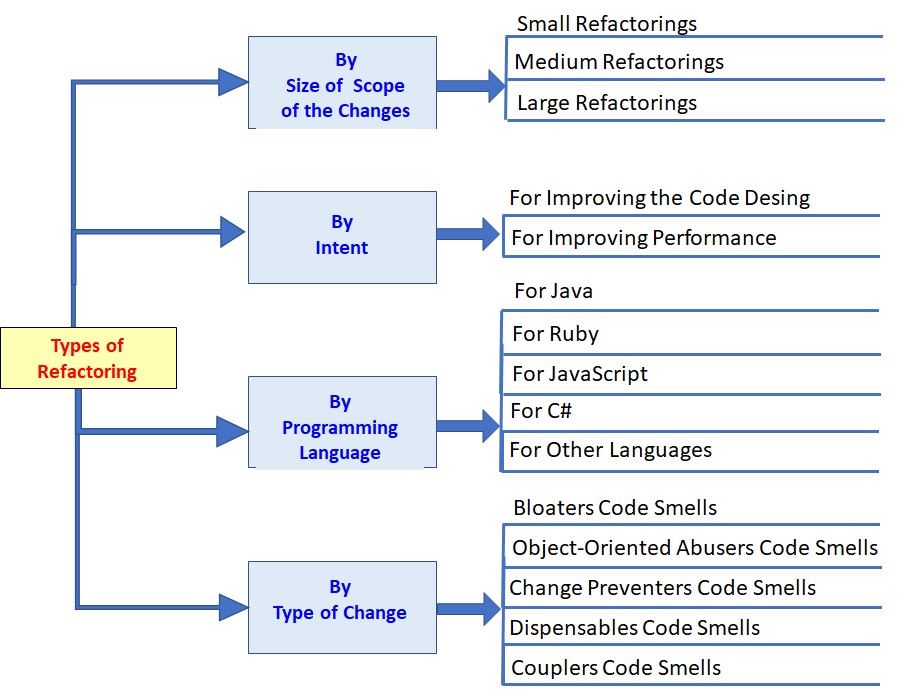 Types of
Refactoring
By
Size of Scope
of the Changes
Small Refactorings
Medium Refactorings
Large Refactorings
By
Intent
For Improving the Code Desing
For Improving Performance
By
Programming
Language
For Java
For Ruby
For JavaScript
For C#
For Other Languages
By
Type of Change
Bloaters Code Smells
Object-Oriented Abusers Code Smells
Change Preventers Code Smells
Dispensables Code Smells
Couplers Code Smells